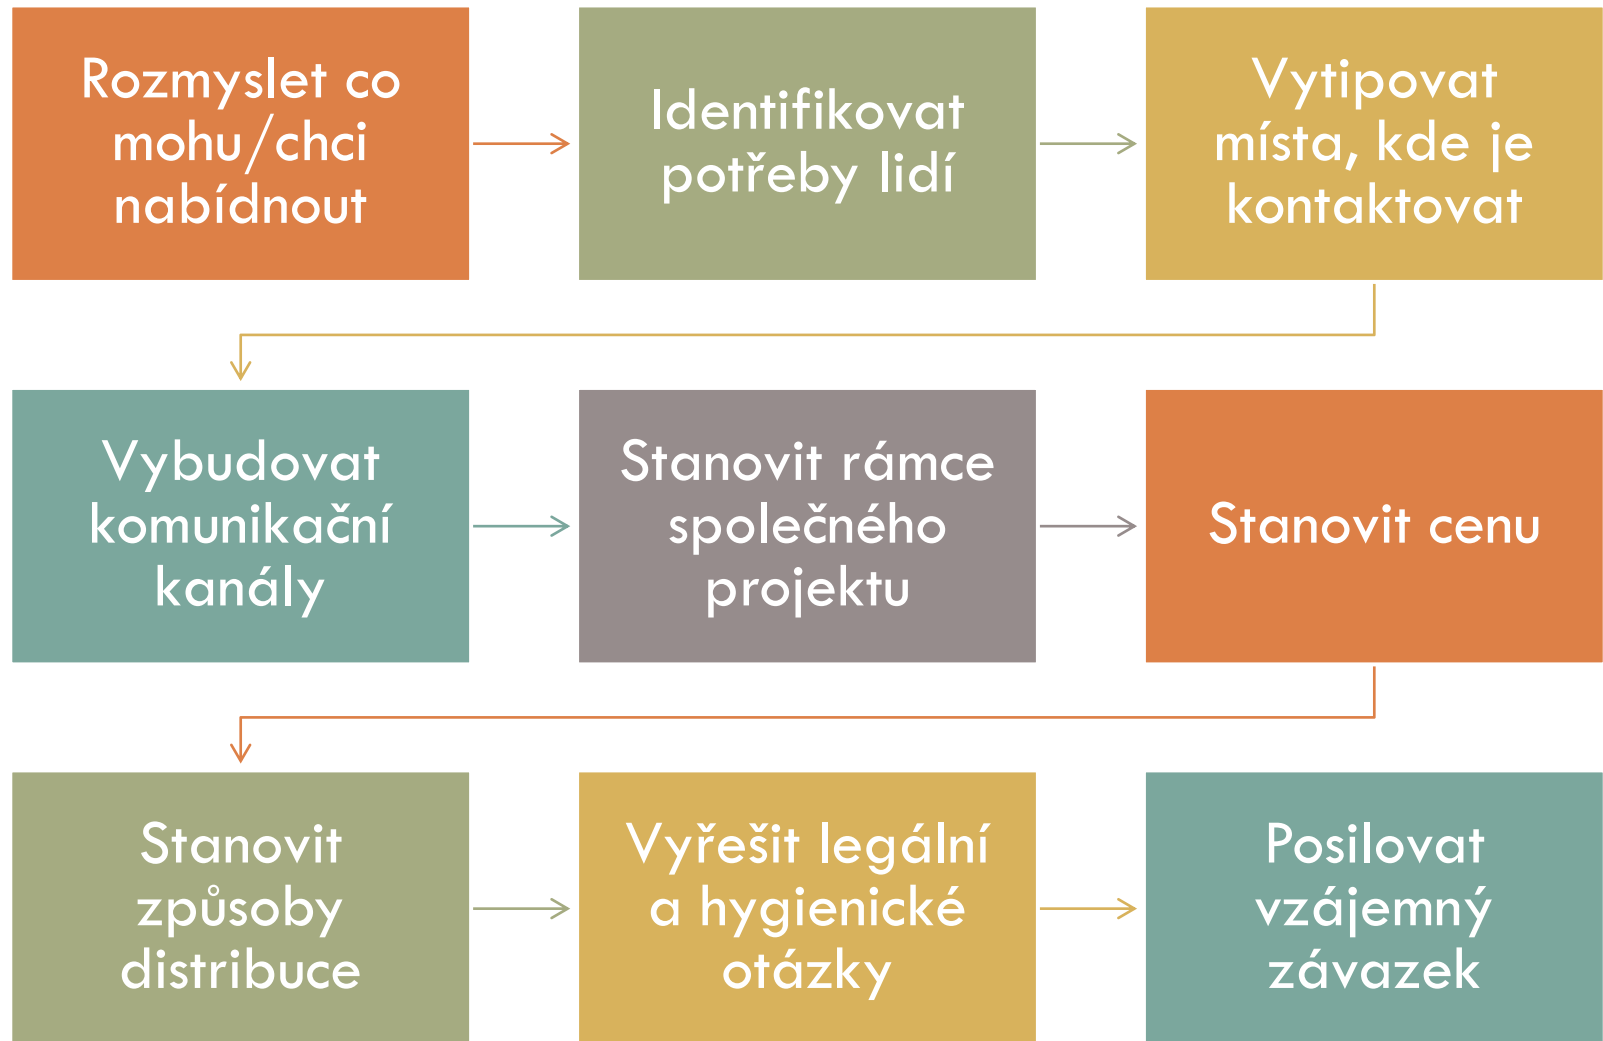 Rozmyslet co
mohu/chci
nabídnout
Identifikovat
potřeby lidí
Vytipovat
místa, kde je
kontaktovat
Vybudovat
komunikační
kanály
Stanovit rámce
společného
projektu
Stanovit cenu
Stanovit
způsoby
distribuce
Vyřešit legální
a hygienické
otázky
Posilovat
vzájemný
závazek